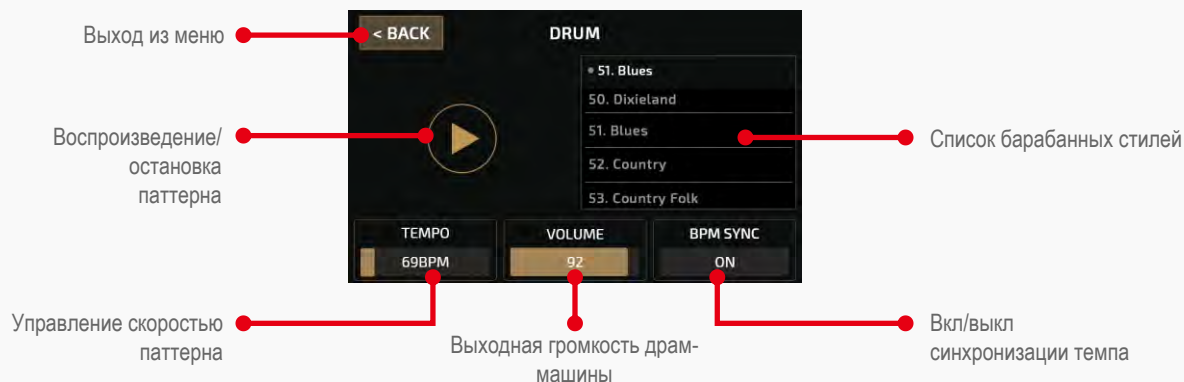 Выход из меню
< BACK
DRUM
51. Blues
50. Dixieland
51. Blues
52. Country
53. Country Folk
Воспроизведение/
остановка
паттерна
Список барабанных стилей
TEMPO
69BPM
VOLUME
92
BPM SYNC
ON
Управление скоростью
паттерна
Выходная громкость драм-
машины
Вкл/выкл
синхронизации темпа